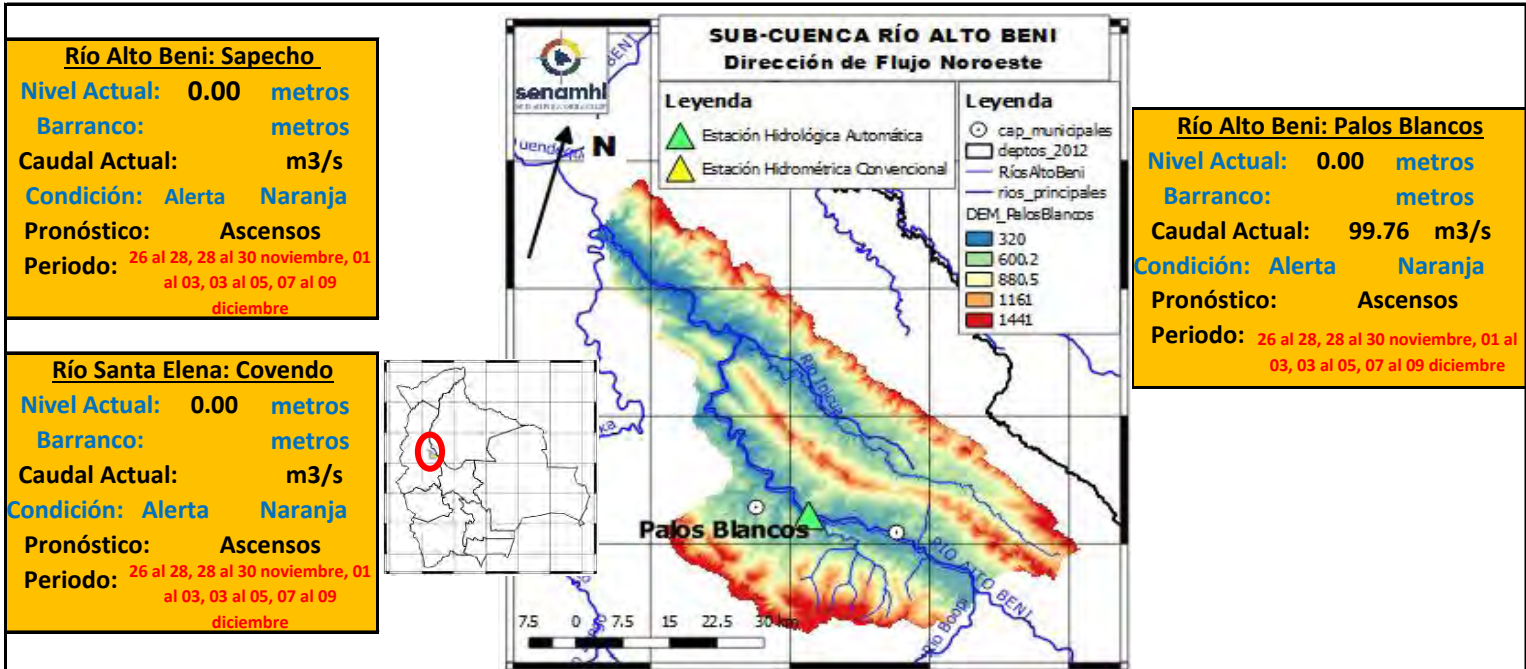 Río Alto Beni: Sapecho
Nivel Actual: 0.00 metros
Barranco: metros
Caudal Actual: m3/s
Condición: Alerta Naranja
Pronóstico: Ascensos
Periodo: 26 al 28, 28 al 30 noviembre, 01
al 03, 03 al 05, 07 al 09
diciembre
Río Santa Elena: Covendo
Nivel Actual: 0.00 metros
Barranco: metros
Caudal Actual: m3/s
Condición: Alerta Naranja
Pronóstico: Ascensos
Periodo: 26 al 28, 28 al 30 noviembre, 01
al 03, 03 al 05, 07 al 09
diciembre
senamhi
BENI
SUB-CUENCA RÍO ALTO BENI
Dirección de Flujo Noroeste
Leyenda
Estación Hidrológica Automática
Estación Hidrométrica Convencional
Leyenda
cap_municipales
deptos_2012
RíosAltoBeni
rios_principales
DEM_PalosBlancos
320
600.2
880.5
1161
1441
N
Río Inicua
ka
Palos Blancos
RÍO ALTO BENÍ
Río Boopi
7.5 0 7.5 15 22.5 30 km
Río Alto Beni: Palos Blancos
Nivel Actual: 0.00 metros
Barranco: metros
Caudal Actual: 99.76 m3/s
Condición: Alerta Naranja
Pronóstico: Ascensos
Periodo: 26 al 28, 28 al 30 noviembre, 01 al
03, 03 al 05, 07 al 09 diciembre